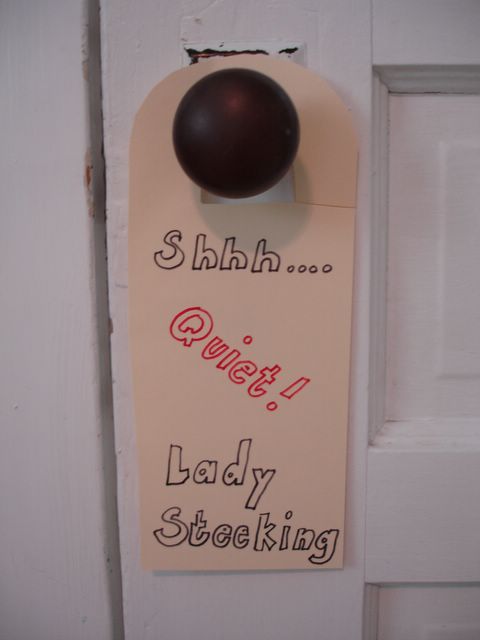 Shhh....
Quiet!
Lady
Steeking